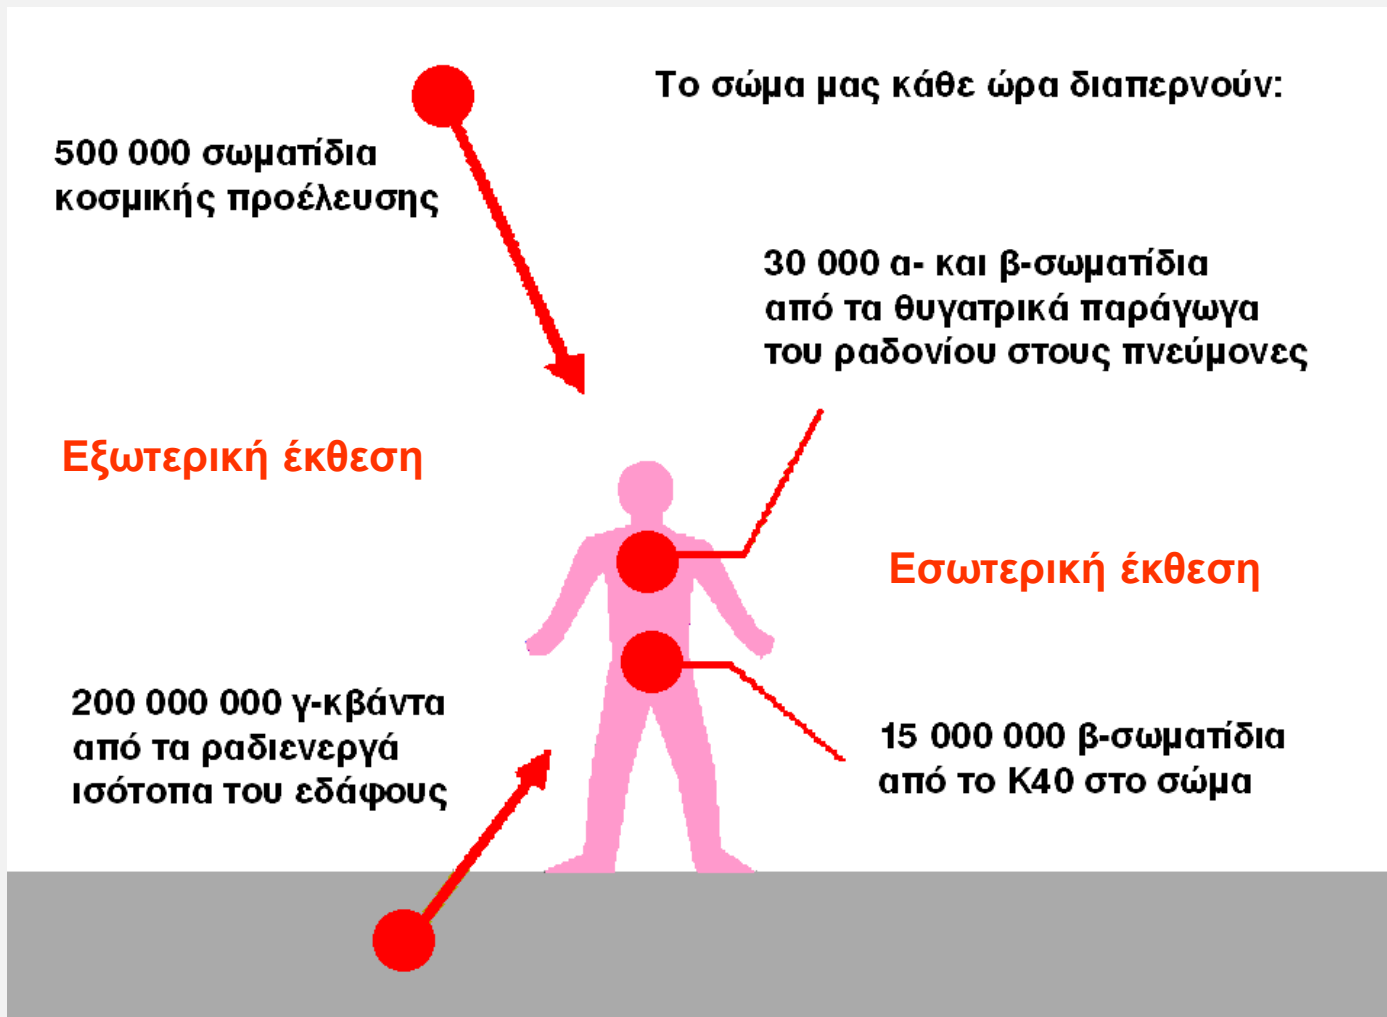 Το σώμα μας κάθε ώρα διαπερνούν:
500 000 σωματίδια
κοσμικής προέλευσης
30 000 α- και β-σωματίδια
από τα θυγατρικά παράγωγα
του ραδονίου στους πνεύμονες
Εξωτερική έκθεση
Εσωτερική έκθεση
200 000 000 γ-κβάντα
από τα ραδιενεργά
ισότοπα του εδάφους
15 000 000 β-σωματίδια
από το Κ40 στο σώμα